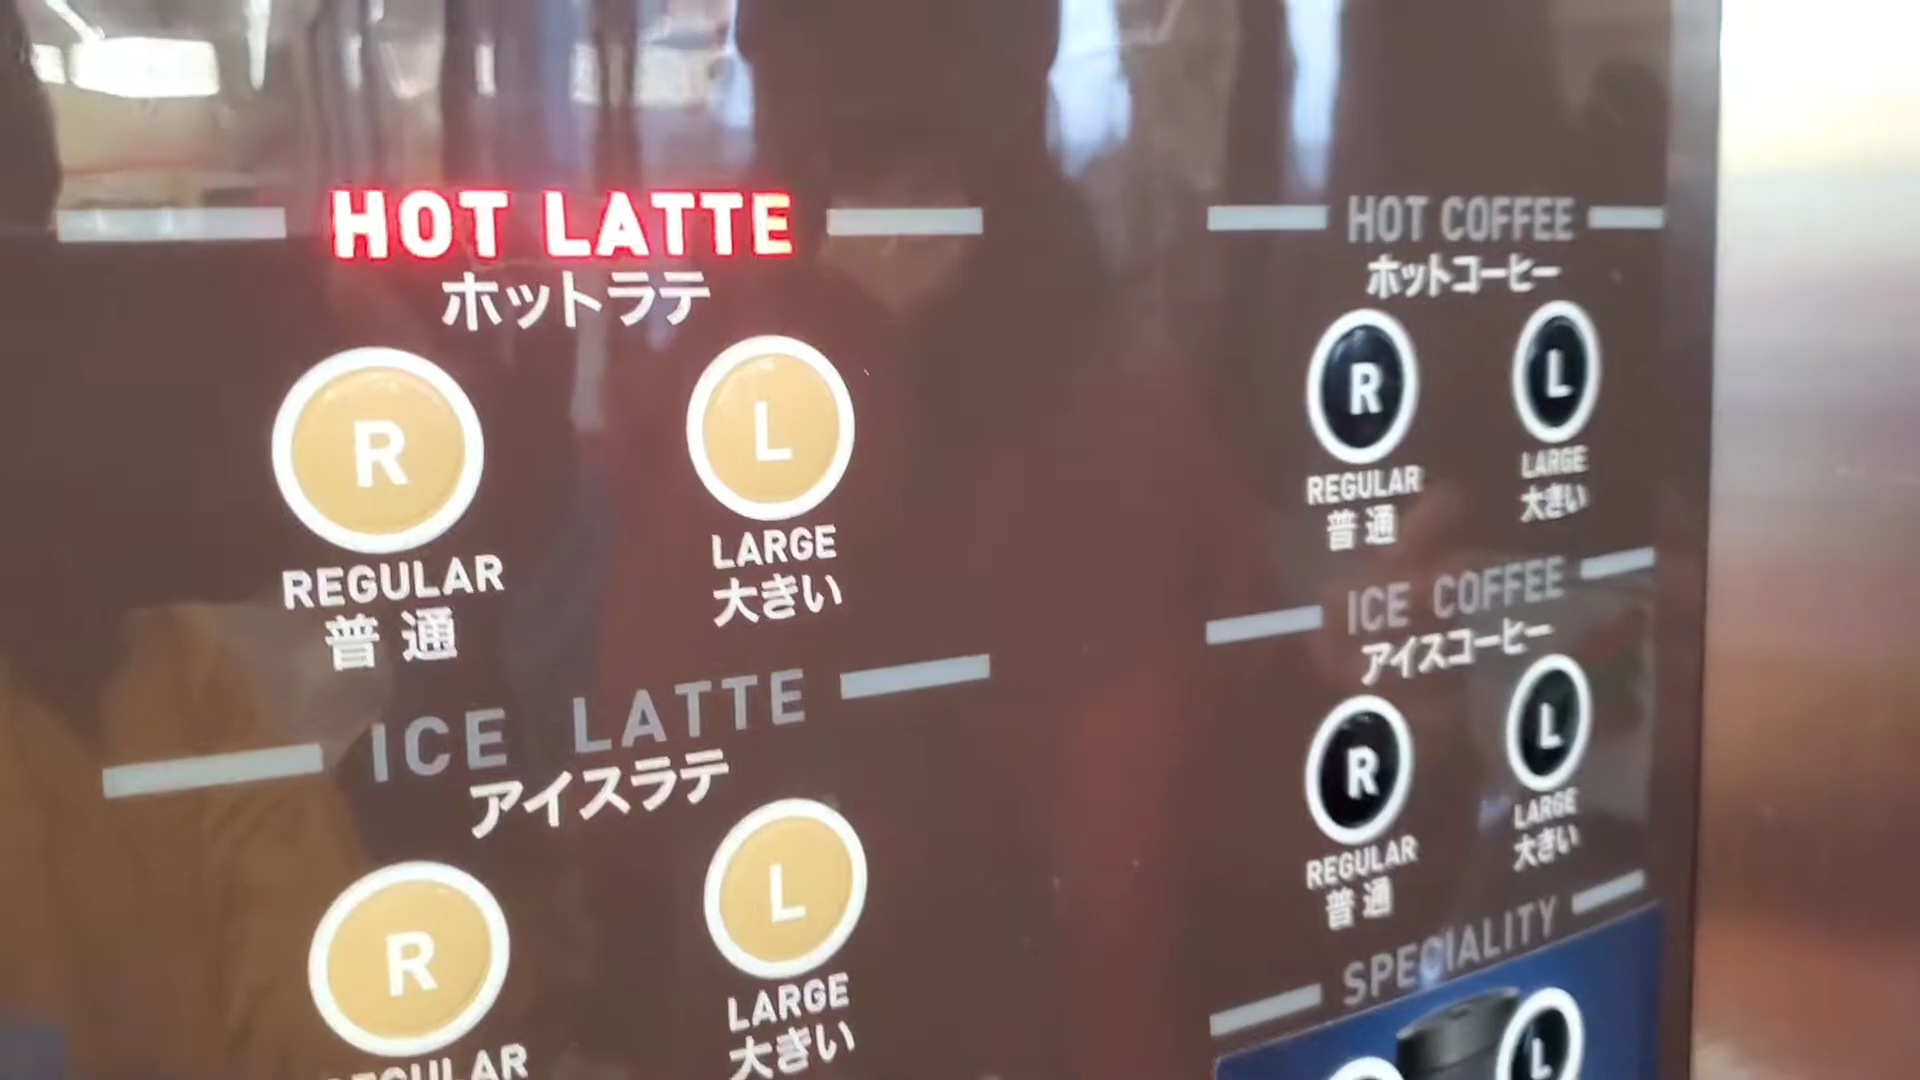 HOT LATTE
ホットラテ
R
L
REGULAR
普通
LARGE
大きい
ICE LATTE
アイスラテ
R
L
REGULAR
LARGE
大きい
HOT COFFEE
ホットコーヒー
R
L
REGULAR
普通
LARGE
大きい
ICE COFFEE
アイスコーヒー
R
L
REGULAR
普通
LARGE
大きい
SPECIALITY
L